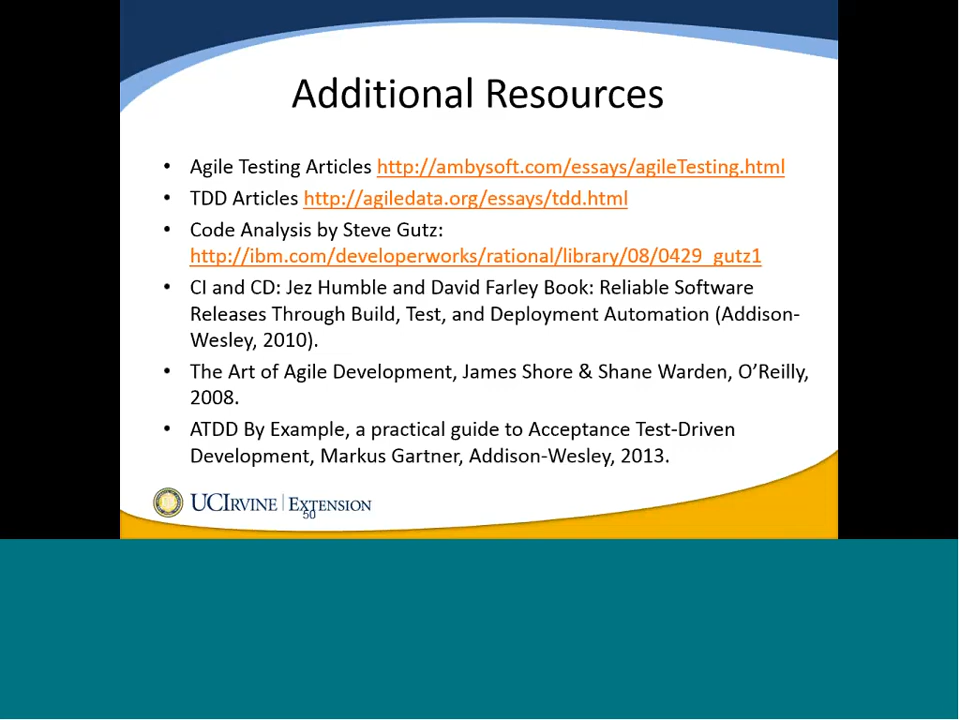 Additional Resources
• Agile Testing Articles http://ambysoft.com/essays/agileTesting.html
• TDD Articles http://agiledata.org/essays/tdd.html
• Code Analysis by Steve Gutz:
http://ibm.com/developerworks/rational/library/08/0429_gutz1
• CI and CD: Jez Humble and David Farley Book: Reliable Software
Releases Through Build, Test, and Deployment Automation (Addison-
Wesley, 2010).
• The Art of Agile Development, James Shore & Shane Warden, O’Reilly,
2008.
• ATDD By Example, a practical guide to Acceptance Test-Driven
Development, Markus Gartner, Addison-Wesley, 2013.
UCIRVINE | EXTENSION
50